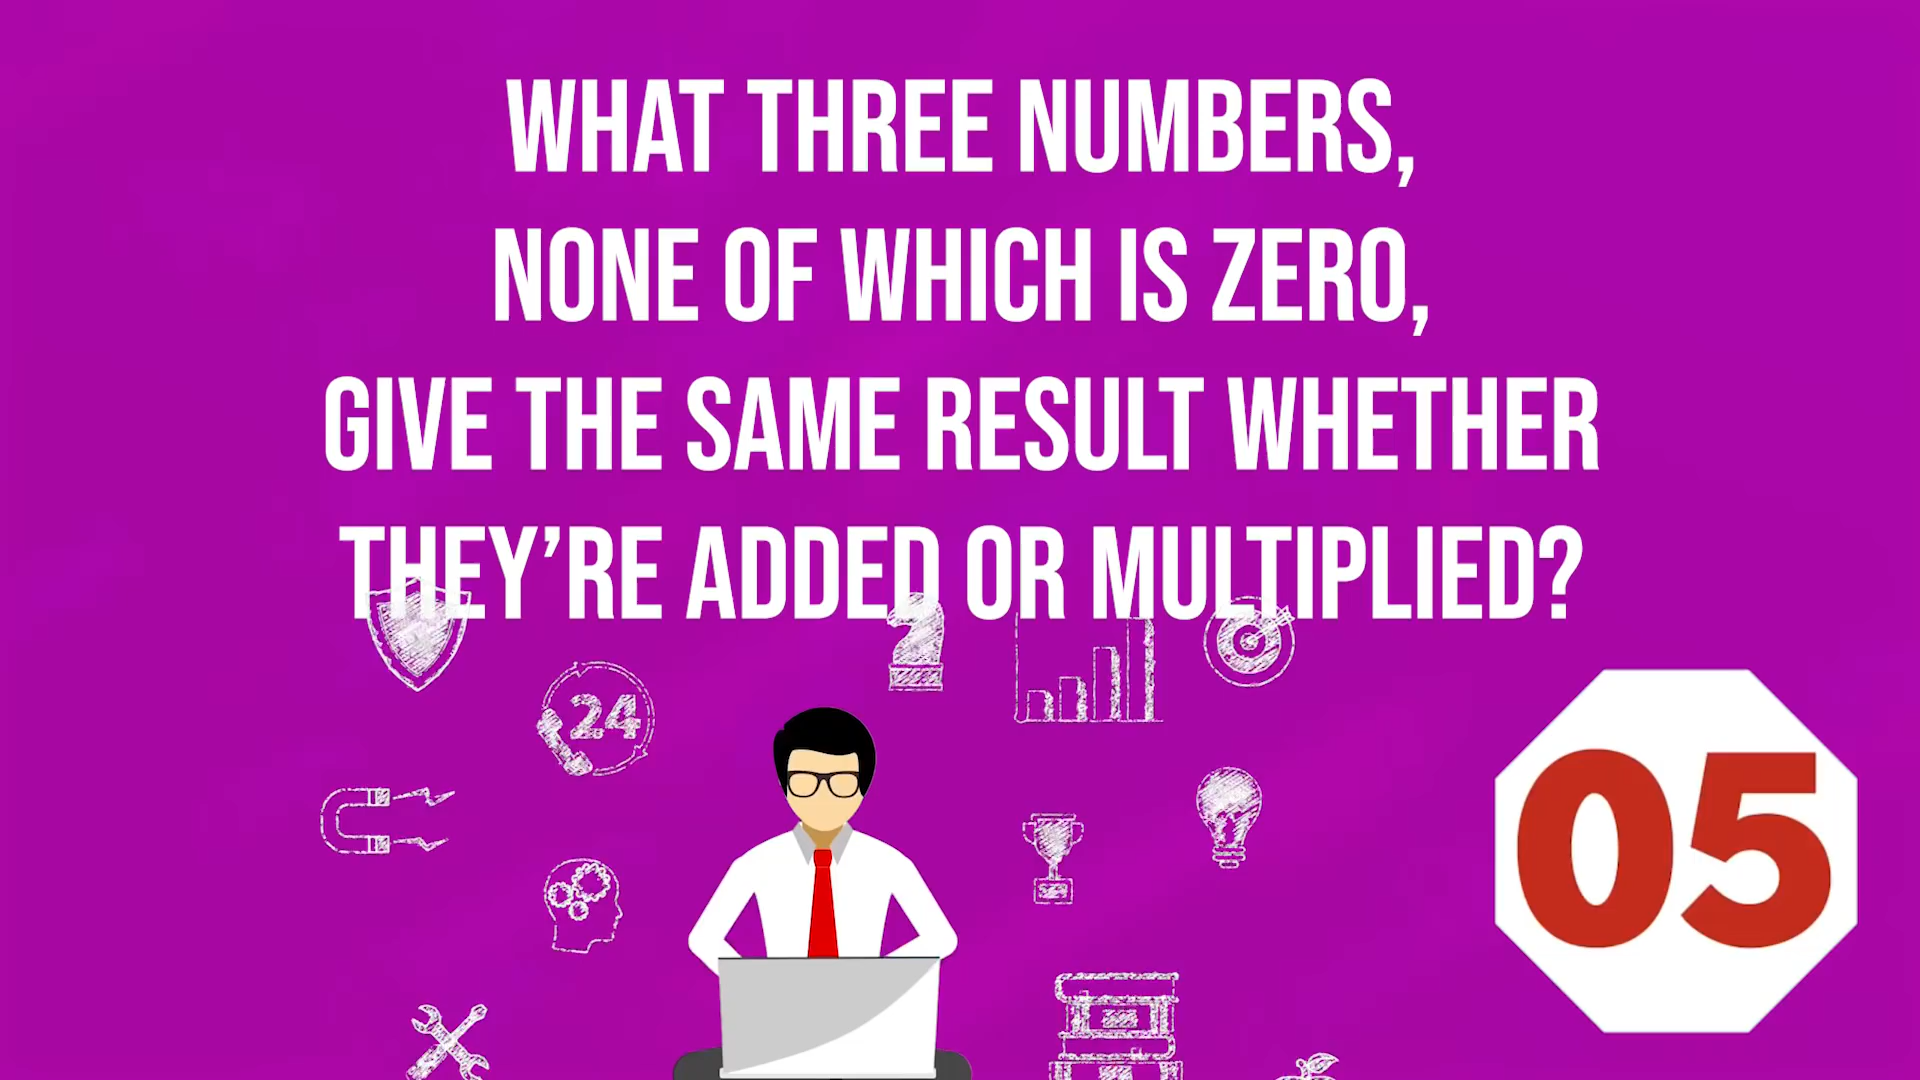 WHAT THREE NUMBERS,
NONE OF WHICH IS ZERO,
GIVE THE SAME RESULT WHETHER
THEY’RE ADDED OR MULTIPLIED?
24
05